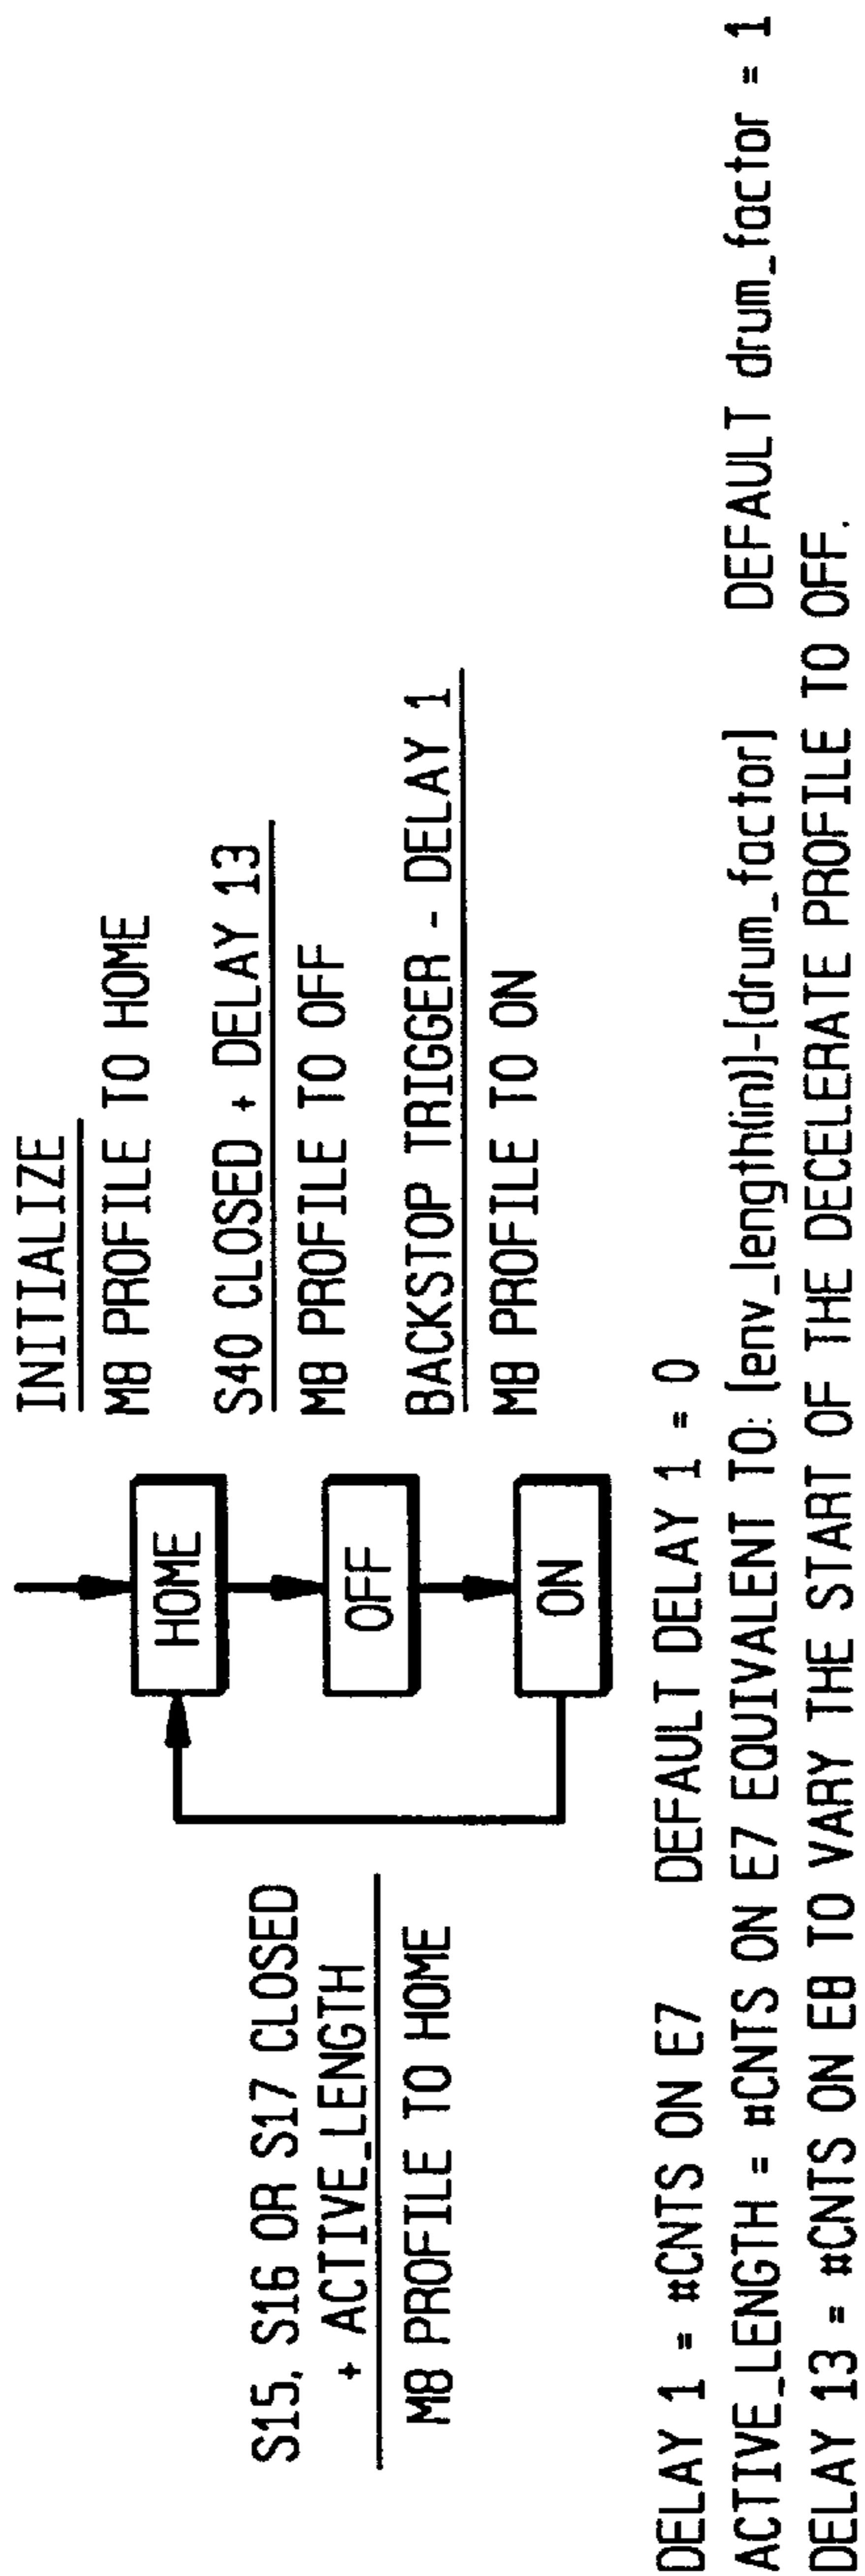 INITIALIZE
M8 PROFILE TO HOME
HOME
S40 CLOSED + DELAY 13
M8 PROFILE TO OFF
OFF
BACKSTOP TRIGGER - DELAY 1
M8 PROFILE TO ON
ON
S15, S16 OR S17 CLOSED
+ ACTIVE_LENGTH
M8 PROFILE TO HOME
DELAY 1 = #CNTS ON E7 DEFAULT DELAY 1 = 0
ACTIVE_LENGTH = #CNTS ON E7 EQUIVALENT TO: [env_length(in)]-[drum_factor] DEFAULT drum_factor = 1
DELAY 13 = #CNTS ON E8 TO VARY THE START OF THE DECELERATE PROFILE TO OFF.